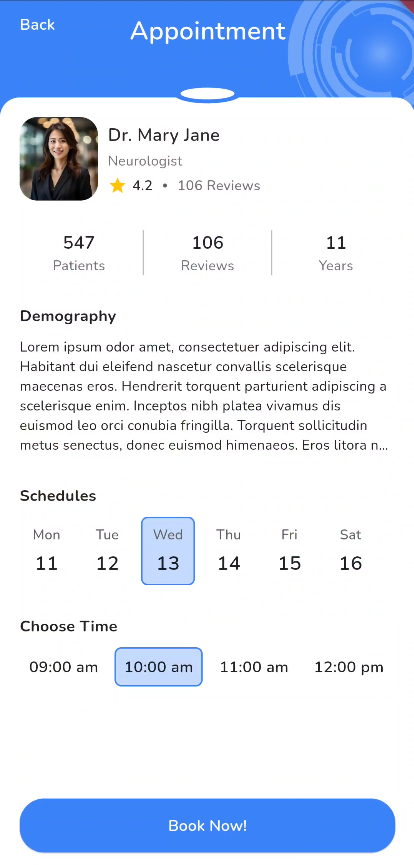 Back
Appointment
Dr. Mary Jane
Neurologist
4.2 • 106 Reviews
547 106 11
Patients Reviews Years
Demography
Lorem ipsum odor amet, consectetuer adipiscing elit.
Habitant dui eleifend nascetur convallis scelerisque
maecenas eros. Hendrerit torquent parturient adipiscing a
scelerisque enim. Inceptos nibh platea vivamus dis
euismod leo orci conubia fringilla. Torquent sollicitudin
metus senectus, donec euismod himenaeos. Eros litora n...
Schedules
Mon Tue Wed Thu Fri Sat
11 12 13 14 15 16
Choose Time
09:00 am 10:00 am 11:00 am 12:00 pm
Book Now!